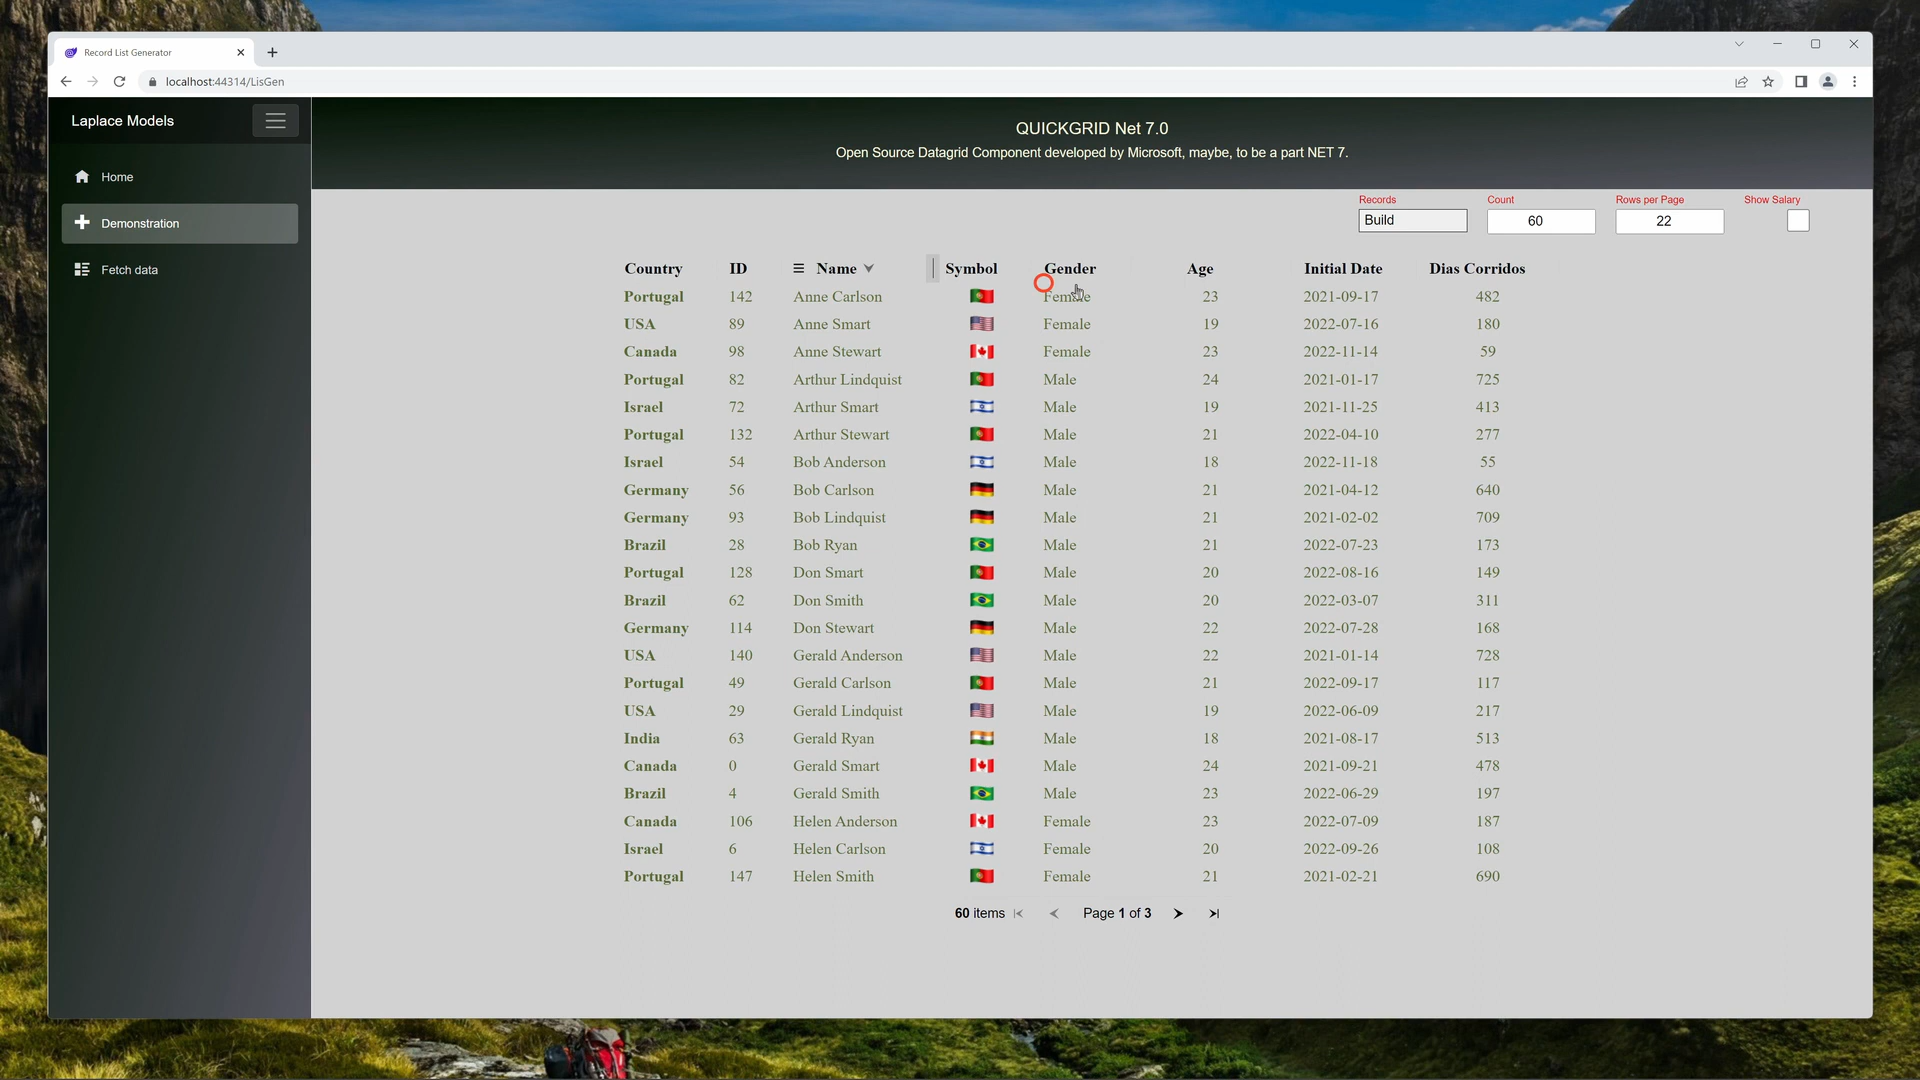 Record List Generator
localhost:44314/LisGen
Laplace Models
Home
Demonstration
Fetch data
QUICKGRID Net 7.0
Open Source Datagrid Component developed by Microsoft, maybe, to be a part NET 7.
Records Count Rows per Page Show Salary
Build 60 22
Country ID Name Symbol Gender Age Initial Date Dias Corridos
Portugal 142 Anne Carlson Female 23 2021-09-17 482
USA 89 Anne Smart Female 19 2022-07-16 180
Canada 98 Anne Stewart Female 23 2022-11-14 59
Portugal 82 Arthur Lindquist Male 24 2021-01-17 725
Israel 72 Arthur Smart Male 19 2021-11-25 413
Portugal 132 Arthur Stewart Male 21 2022-04-10 277
Israel 54 Bob Anderson Male 18 2022-11-18 55
Germany 56 Bob Carlson Male 21 2021-04-12 640
Germany 93 Bob Lindquist Male 21 2021-02-02 709
Brazil 28 Bob Ryan Male 21 2022-07-23 173
Portugal 128 Don Smart Male 20 2022-08-16 149
Brazil 62 Don Smith Male 20 2022-03-07 311
Germany 114 Don Stewart Male 22 2022-07-28 168
USA 140 Gerald Anderson Male 22 2021-01-14 728
Portugal 49 Gerald Carlson Male 21 2022-09-17 117
USA 29 Gerald Lindquist Male 19 2022-06-09 217
India 63 Gerald Ryan Male 18 2021-08-17 513
Canada 0 Gerald Smart Male 24 2021-09-21 478
Brazil 4 Gerald Smith Male 23 2022-06-29 197
Canada 106 Helen Anderson Female 23 2022-07-09 187
Israel 6 Helen Carlson Female 20 2022-09-26 108
Portugal 147 Helen Smith Female 21 2021-02-21 690
60 items Page 1 of 3